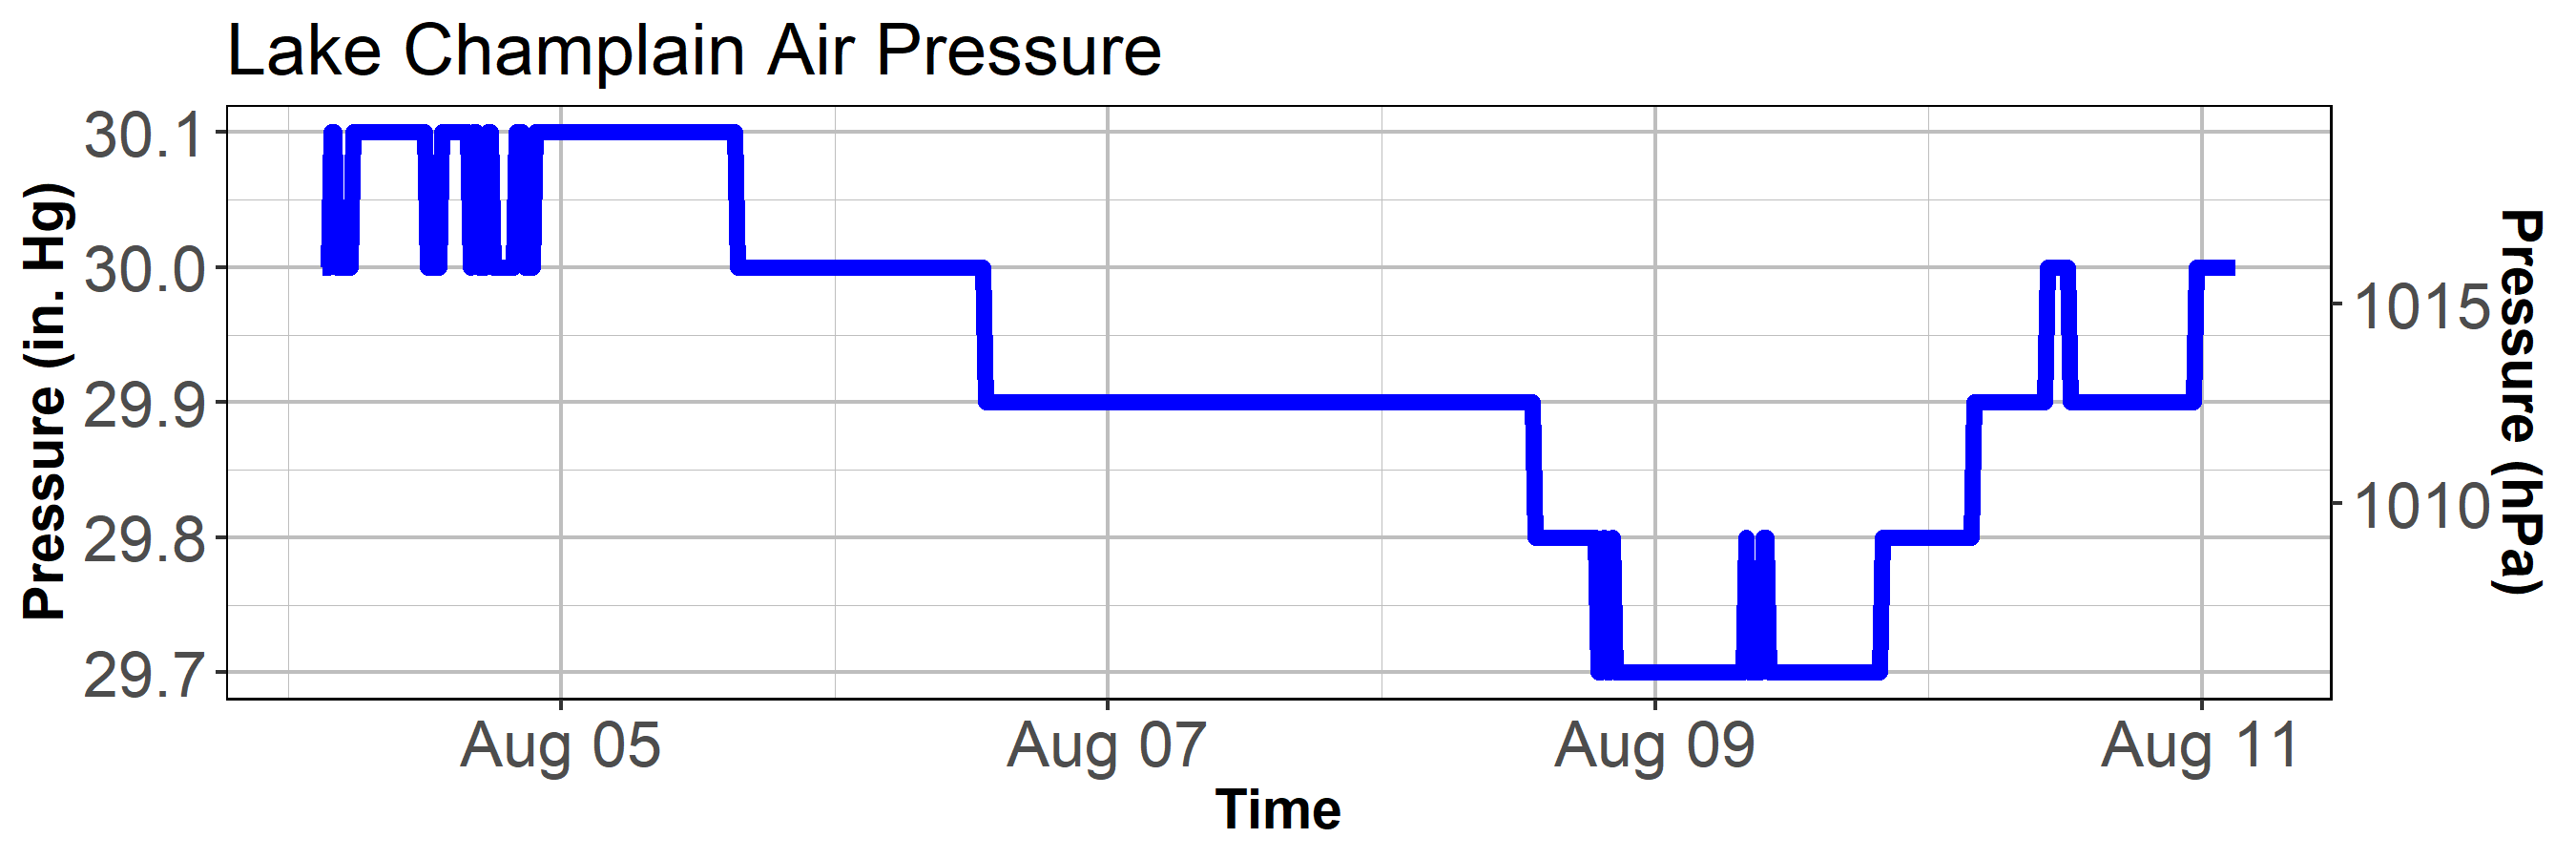 Lake Champlain Air Pressure
Pressure (in. Hg)
30.1
30.0
29.9
29.8
29.7
1015
1010
Pressure (hPa)
Aug 05 Aug 07 Aug 09 Aug 11
Time